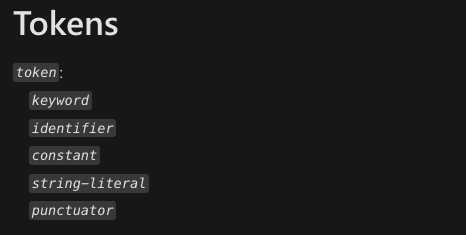 Tokens
token:
keyword
identifier
constant
string-literal
punctuator